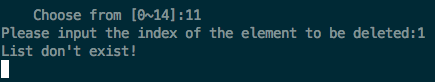 Choose from [0~14]:11
Please input the index of the element to be deleted:1
List don't exist!